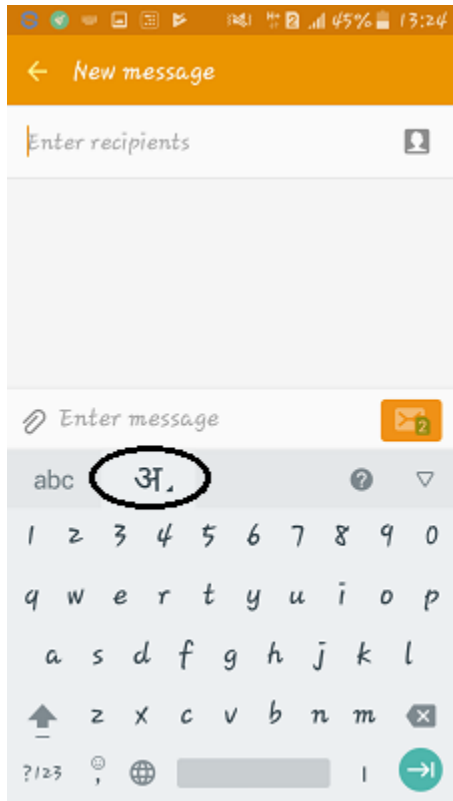 45% 13:24
New message
Enter recipients
Enter message
2
abc अ
1 2 3 4 5 6 7 8 9 0
q w e r t y u i o p
a s d f g h j k l
z x c v b n m
?123 , ।